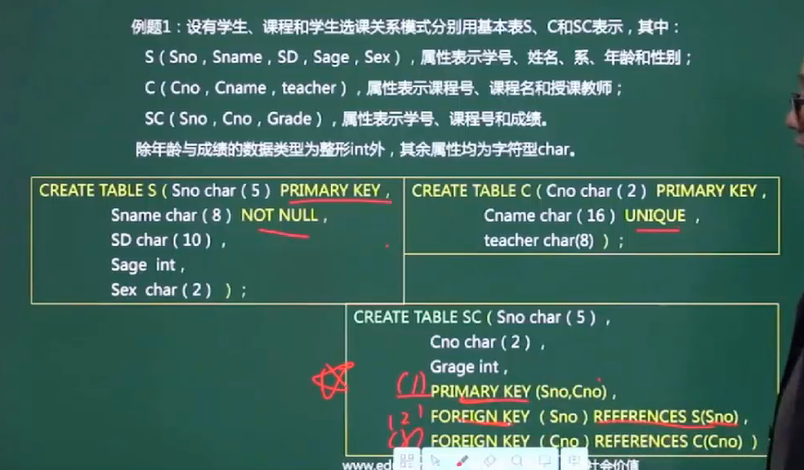 例题1：设有学生、课程和学生选课关系模式分别用基本表S、C和SC表示，其中：
S（Sno，Sname，SD，Sage，Sex），属性表示学号、姓名、系、年龄和性别；
C（Cno，Cname，teacher），属性表示课程号、课程名和授课教师；
SC（Sno，Cno，Grade），属性表示学号、课程号和成绩。
除年龄与成绩的数据类型为整形int外，其余属性均为字符型char。
CREATE TABLE S（Sno char（5）PRIMARY KEY，
Sname char（8）NOT NULL，
SD char（10），
Sage int，
Sex char（2））；
CREATE TABLE C（Cno char（2）PRIMARY KEY，
Cname char（16）UNIQUE，
teacher char(8)）；
CREATE TABLE SC（Sno char（5），
Cno char（2），
Grage int，
(1) PRIMARY KEY (Sno,Cno)，
FOREIGN KEY（Sno）REFERENCES S(Sno)，
FOREIGN KEY（Cno）REFERENCES C(Cno)）
www.ed
社会价值